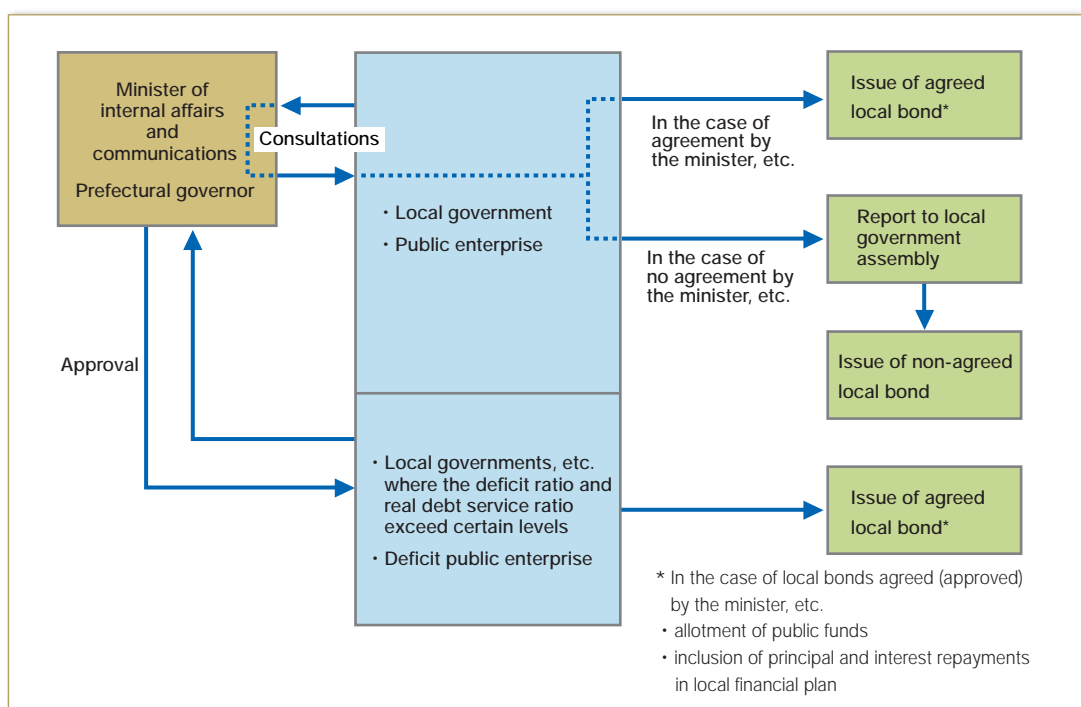 Minister of
internal affairs
and
communications
Prefectural governor
Consultations
Approval
・Local government
・Public enterprise
・Local governments, etc.
where the deficit ratio and
real debt service ratio
exceed certain levels
・Deficit public enterprise
In the case of
agreement by
the minister, etc.
In the case of
no agreement by
the minister, etc.
Issue of agreed
local bond*
Report to local
government
assembly
Issue of non-agreed
local bond
Issue of agreed
local bond*
* In the case of local bonds agreed (approved)
by the minister, etc.
・allotment of public funds
・inclusion of principal and interest repayments
in local financial plan